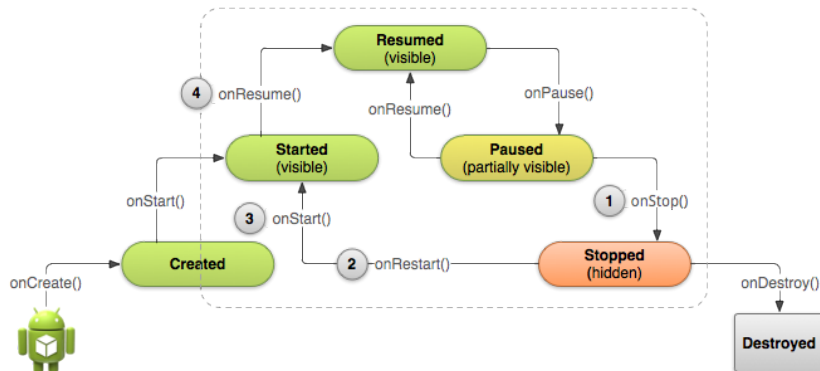 Resumed
(visible)
4
onResume()
onResume()
onPause()
Started
(visible)
Paused
(partially visible)
onStart()
3
onStart()
1
onStop()
Created
2
onRestart()
Stopped
(hidden)
onCreate()
onDestroy()
Destroyed